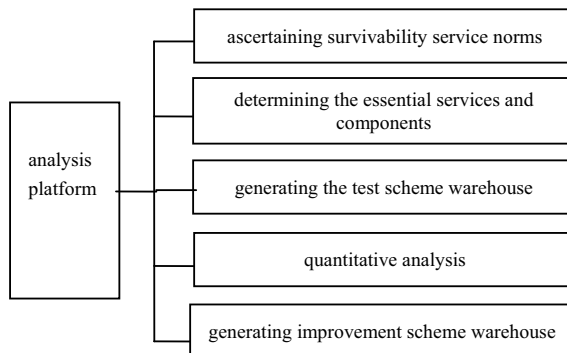 ascertaining survivability service norms
determining the essential services and
components
analysis
platform
generating the test scheme warehouse
quantitative analysis
generating improvement scheme warehouse